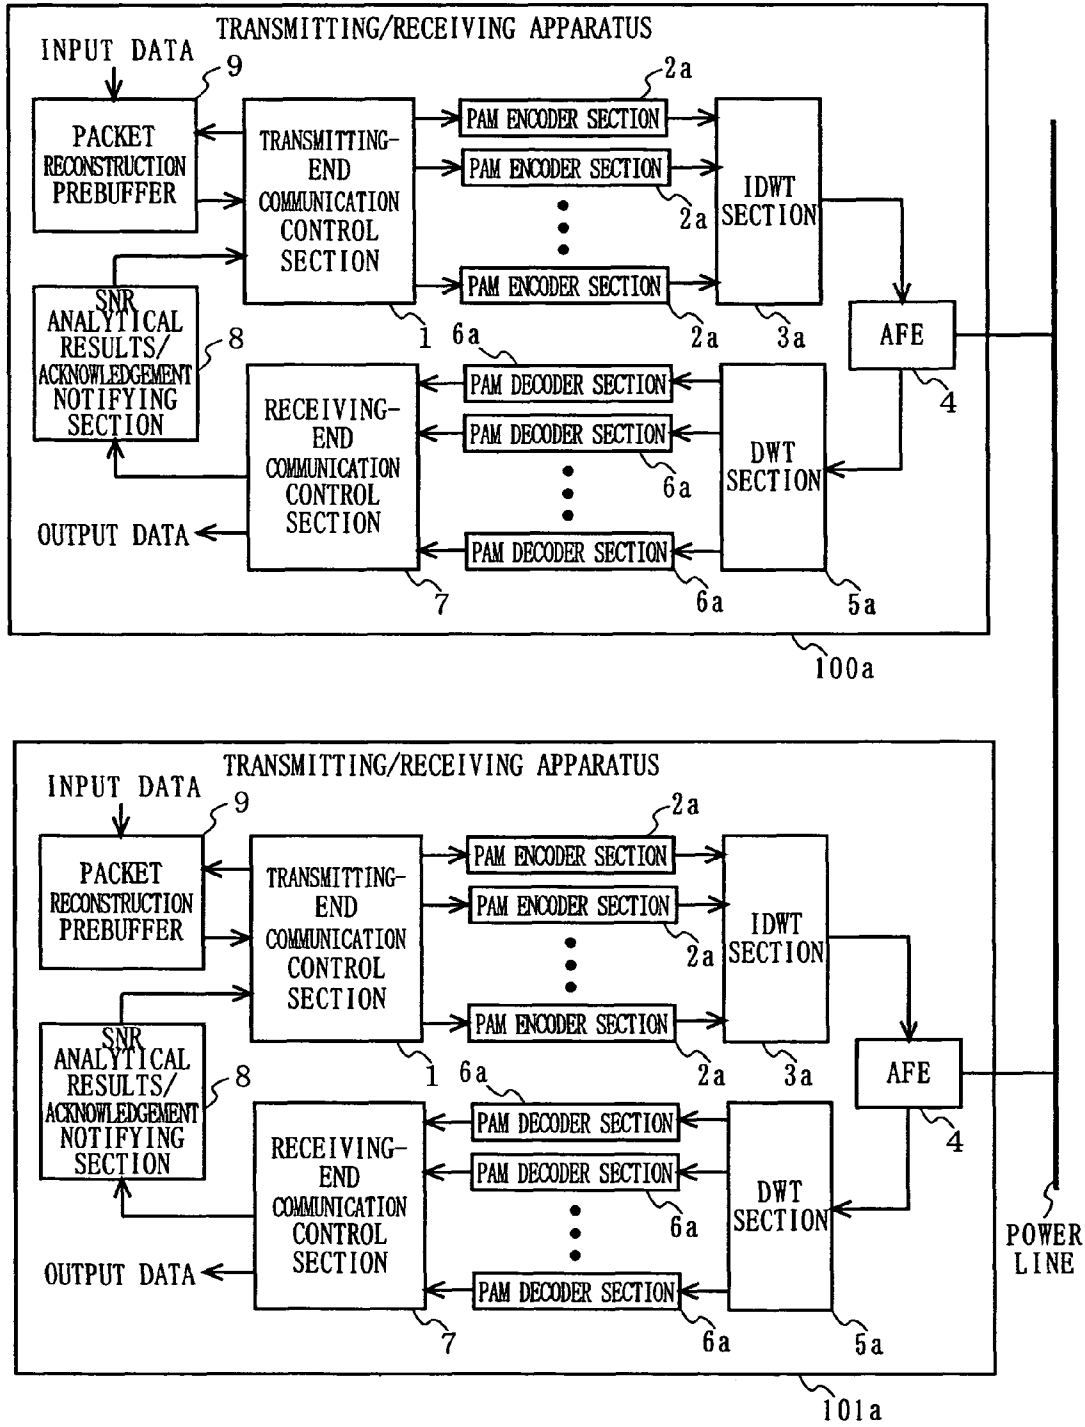 TRANSMITTING/RECEIVING APPARATUS
INPUT DATA
9
PACKET
RECONSTRUCTION
PREBUFFER
TRANSMITTING-
END
COMMUNICATION
CONTROL
SECTION
1
2a
PAM ENCODER SECTION
PAM ENCODER SECTION
2a
PAM ENCODER SECTION
2a
IDWT
SECTION
3a
AFE
4
SNR
ANALYTICAL
RESULTS/
ACKNOWLEDGEMENT
NOTIFYING
SECTION
8
RECEIVING-
END
COMMUNICATION
CONTROL
SECTION
7
6a
PAM DECODER SECTION
PAM DECODER SECTION
6a
PAM DECODER SECTION
6a
DWT
SECTION
5a
OUTPUT DATA
100a
TRANSMITTING/RECEIVING APPARATUS
INPUT DATA
9
PACKET
RECONSTRUCTION
PREBUFFER
TRANSMITTING-
END
COMMUNICATION
CONTROL
SECTION
1
2a
PAM ENCODER SECTION
PAM ENCODER SECTION
2a
PAM ENCODER SECTION
2a
IDWT
SECTION
3a
AFE
4
SNR
ANALYTICAL
RESULTS/
ACKNOWLEDGEMENT
NOTIFYING
SECTION
8
RECEIVING-
END
COMMUNICATION
CONTROL
SECTION
7
6a
PAM DECODER SECTION
PAM DECODER SECTION
6a
PAM DECODER SECTION
6a
DWT
SECTION
5a
OUTPUT DATA
POWER
LINE
101a